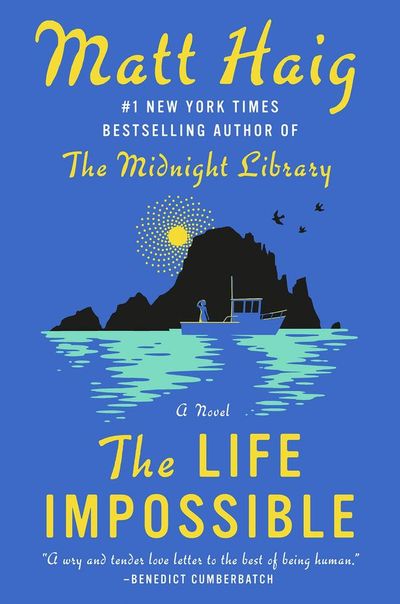 Matt Haig
#1 NEW YORK TIMES
BESTSELLING AUTHOR OF
The Midnight Library
A Novel
The LIFE
IMPOSSIBLE
"A wry and tender love letter to the best of being human."
–BENEDICT CUMBERBATCH